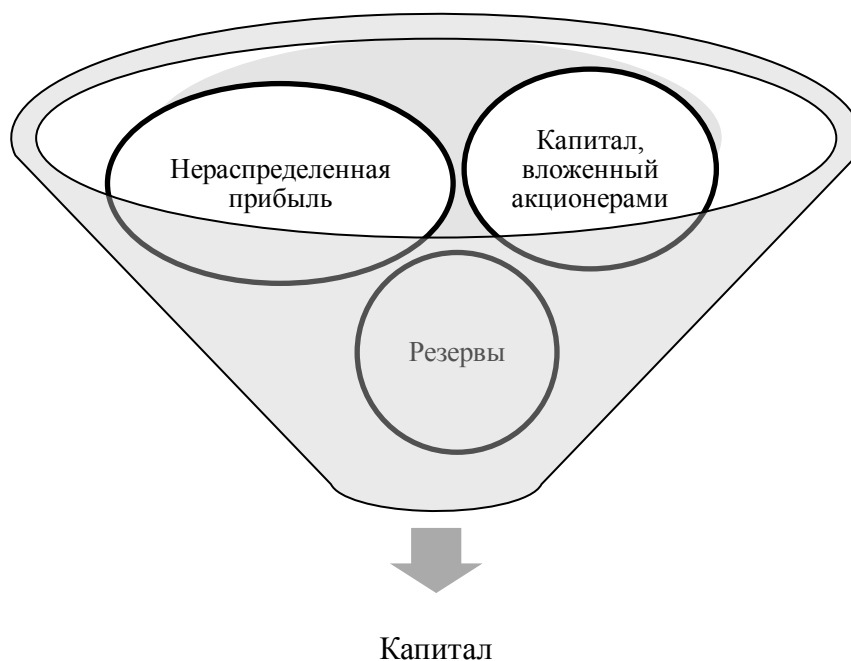 Нераспределенная
прибыль
Капитал,
вложенный
акционерами
Резервы
Капитал